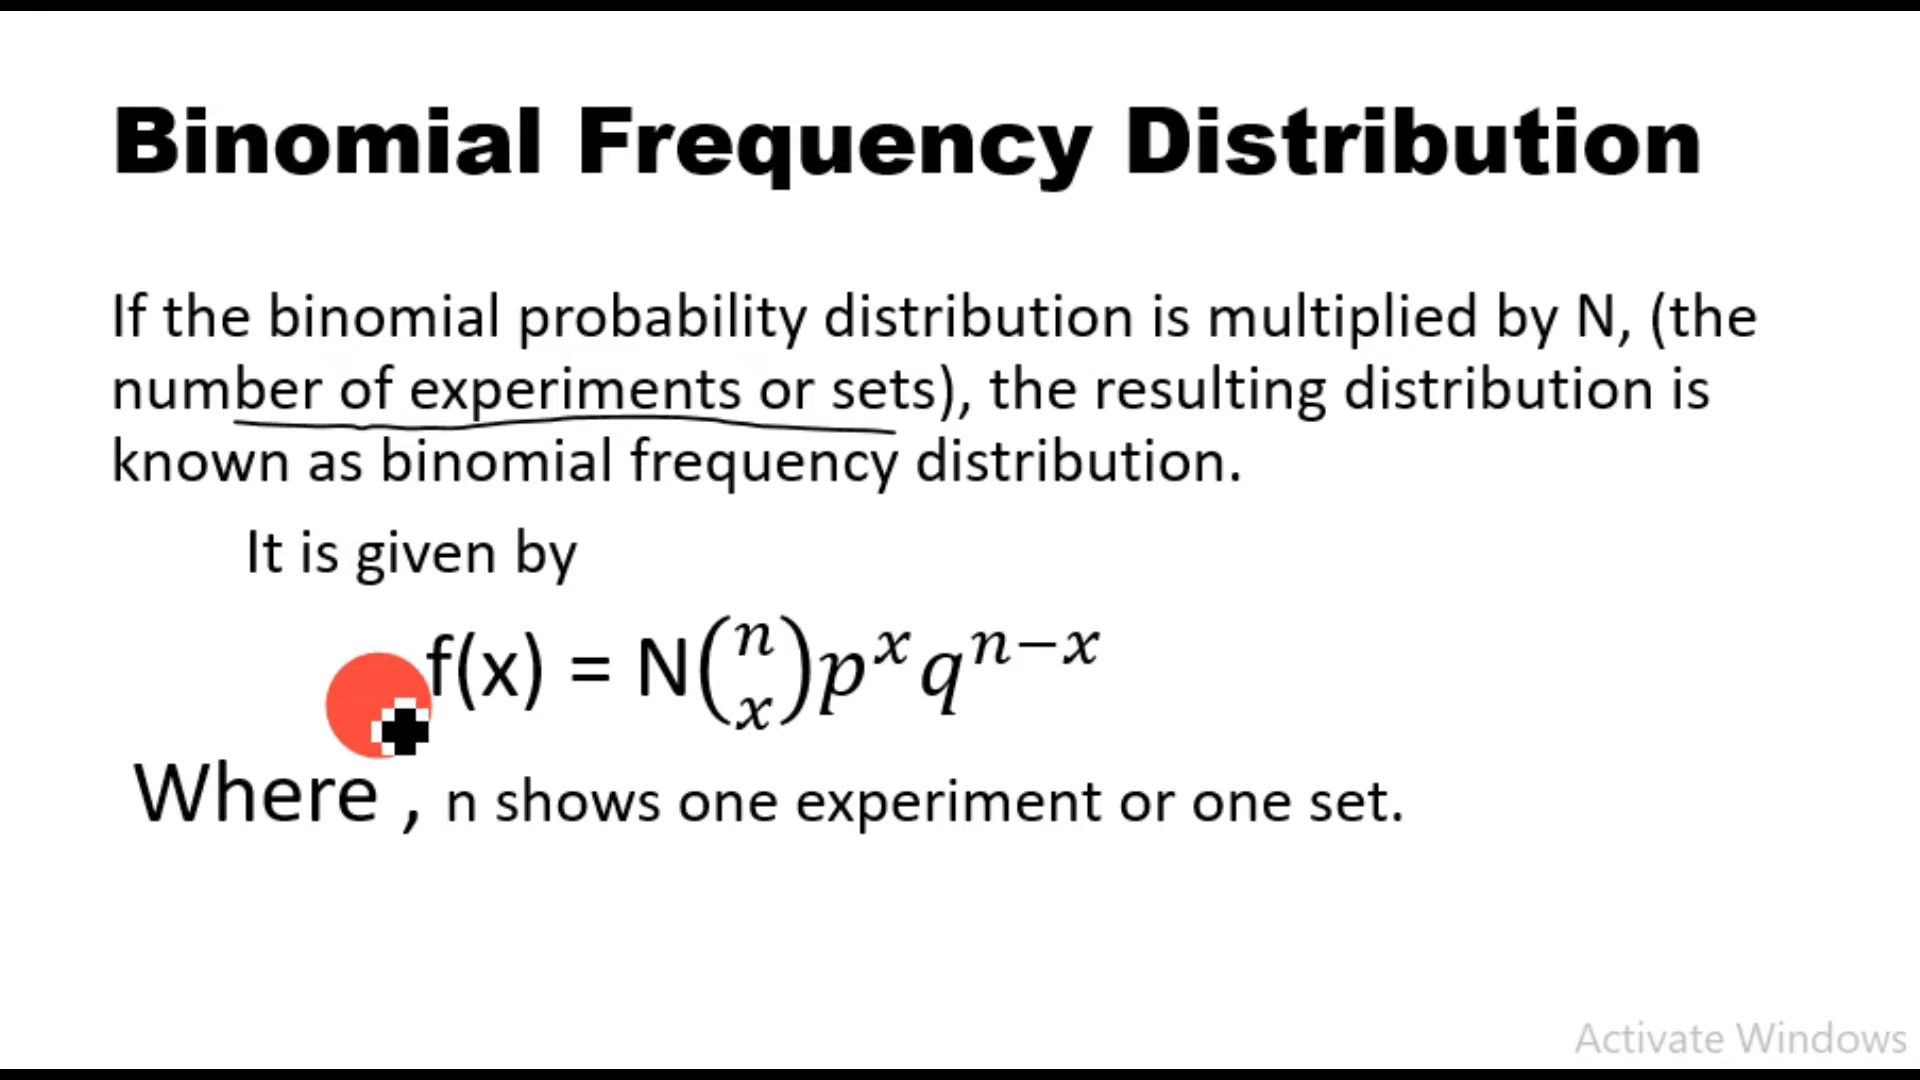 Binomial Frequency Distribution
If the binomial probability distribution is multiplied by N, (the
number of experiments or sets), the resulting distribution is
known as binomial frequency distribution.
It is given by
f(x) = N(n x)p^x q^{n−x}
Where , n shows one experiment or one set.
Activate Windows